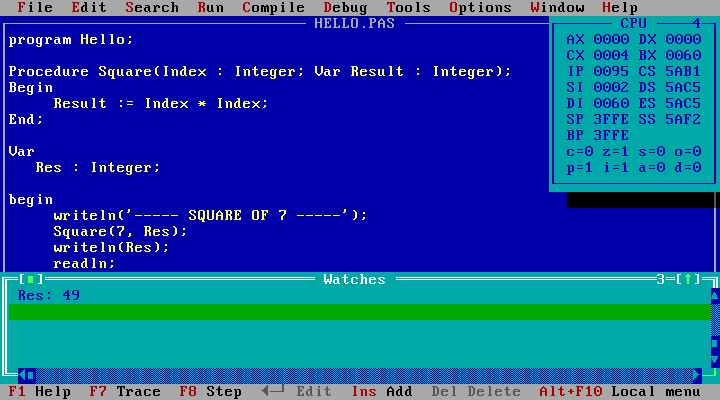 File Edit Search Run Compile Debug Tools Options Window Help
HELLO.PAS
program Hello;
Procedure Square(Index : Integer; Var Result : Integer);
Begin
Result := Index * Index;
End;
Var
Res : Integer;
begin
writeln('----- SQUARE OF 7 -----');
Square(7, Res);
writeln(Res);
readln;
CPU 4
AX 0000 DX 0000
CX 0004 BX 0060
IP 0095 CS 5AB1
SI 0002 DS 5AC5
DI 0060 ES 5AC5
SP 3FFE SS 5AF2
BP 3FFE
c=0 z=1 s=0 o=0
p=1 i=1 a=0 d=0
[■] Watches 3=[↑]
Res: 49
F1 Help F7 Trace F8 Step ◄─┘ Edit Ins Add Del Delete Alt+F10 Local menu